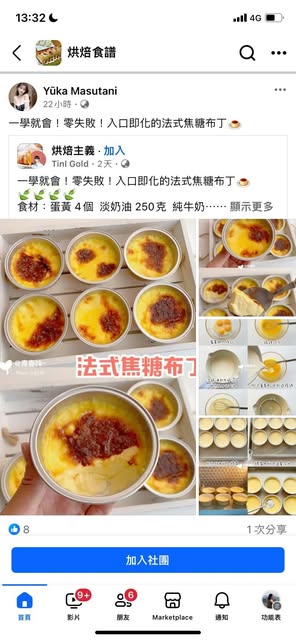 13:32
4G
烘焙食譜
Yūka Masutani
22小時·
一學就會！零失敗！入口即化的法式焦糖布丁
烘焙主義·加入
Tinl Gold·2天·
一學就會！零失敗！入口即化的法式焦糖布丁
食材：蛋黃 4個 淡奶油 250克 純牛奶⋯⋯ 顯示更多
法式焦糖布丁
8
1次分享
加入社團
9+
6
首頁
影片
朋友
Marketplace
通知
功能表